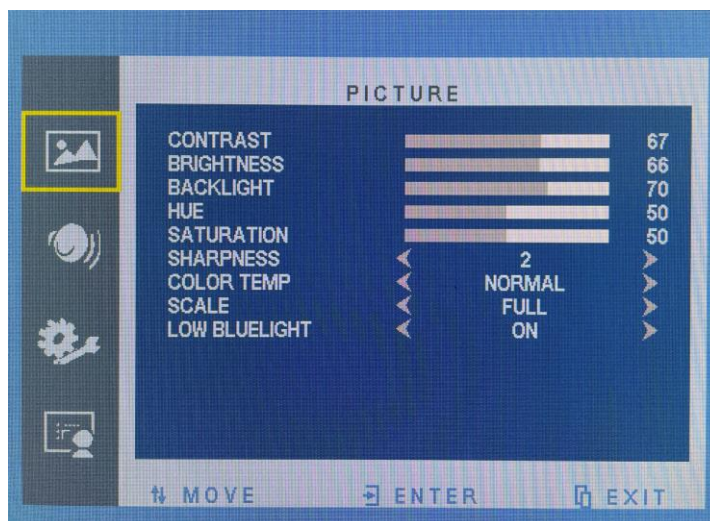 PICTURE
CONTRAST 67
BRIGHTNESS 66
BACKLIGHT 70
HUE 50
SATURATION 50
SHARPNESS 2
COLOR TEMP NORMAL
SCALE FULL
LOW BLUELIGHT ON
MOVE ENTER EXIT